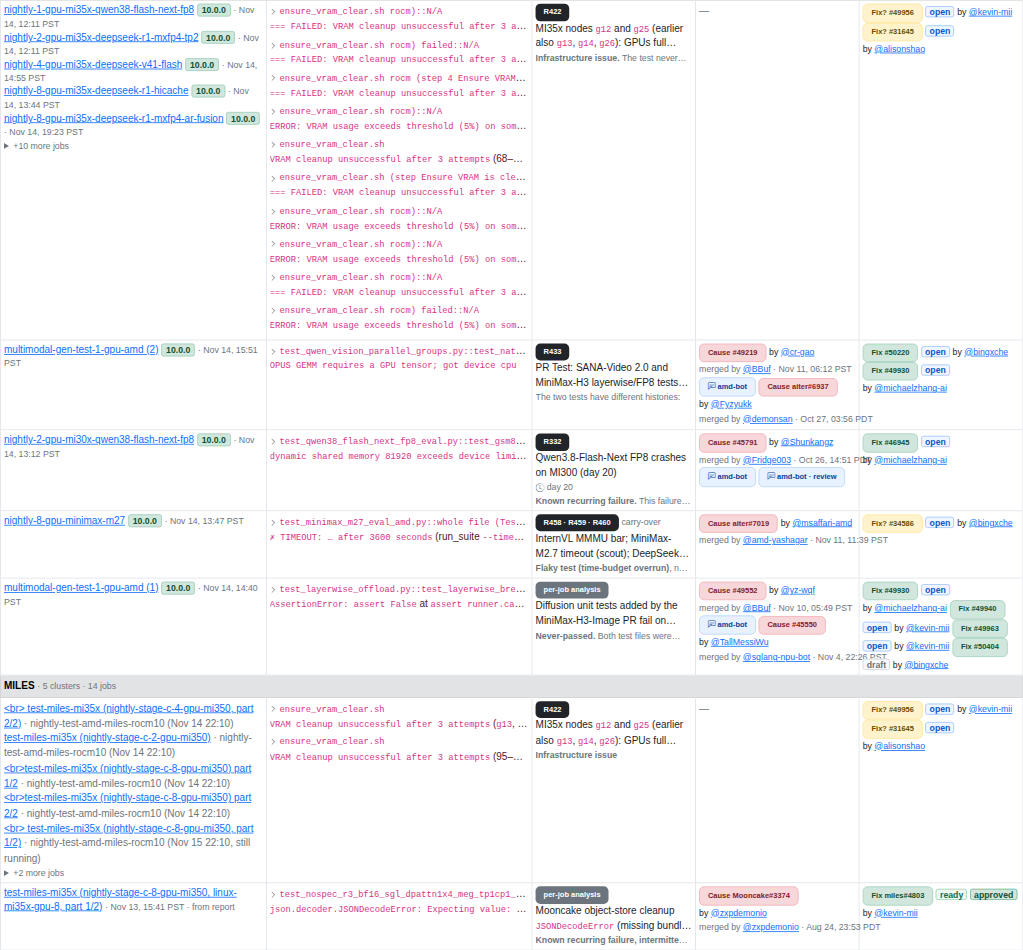 nightly-1-gpu-mi35x-qwen38-flash-next-fp8 10.0.0 · Nov
14, 12:11 PST
nightly-2-gpu-mi35x-deepseek-r1-mxfp4-tp2 10.0.0 · Nov
14, 12:11 PST
nightly-4-gpu-mi35x-deepseek-v41-flash 10.0.0 · Nov 14,
14:55 PST
nightly-8-gpu-mi35x-deepseek-r1-hicache 10.0.0 · Nov
14, 13:44 PST
nightly-8-gpu-mi35x-deepseek-r1-mxfp4-ar-fusion 10.0.0
· Nov 14, 19:23 PST
+10 more jobs
ensure_vram_clear.sh rocm)::N/A
=== FAILED: VRAM cleanup unsuccessful after 3 a…
ensure_vram_clear.sh rocm) failed::N/A
=== FAILED: VRAM cleanup unsuccessful after 3 a…
ensure_vram_clear.sh rocm (step 4 Ensure VRAM…
=== FAILED: VRAM cleanup unsuccessful after 3 a…
ensure_vram_clear.sh rocm)::N/A
ERROR: VRAM usage exceeds threshold (5%) on som…
ensure_vram_clear.sh
VRAM cleanup unsuccessful after 3 attempts (68–…
ensure_vram_clear.sh (step Ensure VRAM is cle…
=== FAILED: VRAM cleanup unsuccessful after 3 a…
ensure_vram_clear.sh rocm)::N/A
ERROR: VRAM usage exceeds threshold (5%) on som…
ensure_vram_clear.sh rocm)::N/A
ERROR: VRAM usage exceeds threshold (5%) on som…
ensure_vram_clear.sh rocm)::N/A
=== FAILED: VRAM cleanup unsuccessful after 3 a…
ensure_vram_clear.sh rocm) failed::N/A
ERROR: VRAM usage exceeds threshold (5%) on som…
R422
MI35x nodes g12 and g25 (earlier
also g13, g14, g26): GPUs full…
Infrastructure issue. The test never…
—
Fix? #49956 open by @kevin-mii
Fix? #31645 open
by @alisonshao
multimodal-gen-test-1-gpu-amd (2) 10.0.0 · Nov 14, 15:51
PST
test_qwen_vision_parallel_groups.py::test_nat…
OPUS GEMM requires a GPU tensor; got device cpu
R433
PR Test: SANA-Video 2.0 and
MiniMax-H3 layerwise/FP8 tests…
The two tests have different histories:
Cause #49219 by @cr-gao
merged by @BBuf · Nov 11, 06:12 PST
amd-bot Cause aiter#6937
by @Fyzyukk
merged by @demonsan · Oct 27, 03:56 PDT
Fix #50220 open by @bingxche
Fix #49930 open
by @michaelzhang-ai
nightly-2-gpu-mi30x-qwen38-flash-next-fp8 10.0.0 · Nov
14, 13:12 PST
test_qwen38_flash_next_fp8_eval.py::test_gsm8…
dynamic shared memory 81920 exceeds device limi…
R332
Qwen3.8-Flash-Next FP8 crashes
on MI300 (day 20)
day 20
Known recurring failure. This failure…
Cause #45791 by @Shunkangz
merged by @Fridge003 · Oct 26, 14:51 PDT
amd-bot amd-bot · review
Fix #46945 open
by @michaelzhang-ai
nightly-8-gpu-minimax-m27 10.0.0 · Nov 14, 13:47 PST
test_minimax_m27_eval_amd.py::whole file (Tes…
✗ TIMEOUT: … after 3600 seconds (run_suite --time…
R458 · R459 · R460 carry-over
InternVL MMMU bar; MiniMax-
M2.7 timeout (scout); DeepSeek…
Flaky test (time-budget overrun), n…
Cause aiter#7019 by @msaffari-amd
merged by @amd-yashagar · Nov 11, 11:39 PST
Fix? #34586 open by @bingxche
multimodal-gen-test-1-gpu-amd (1) 10.0.0 · Nov 14, 14:40
PST
test_layerwise_offload.py::test_layerwise_bre…
AssertionError: assert False at assert runner.ca…
per-job analysis
Diffusion unit tests added by the
MiniMax-H3-Image PR fail on…
Never-passed. Both test files were…
Cause #49552 by @yz-wqf
merged by @BBuf · Nov 10, 05:49 PST
amd-bot Cause #45550
by @TallMessiWu
merged by @sglang-npu-bot · Nov 4, 22:26 PST
Fix #49930 open
by @michaelzhang-ai Fix #49940
open by @kevin-mii Fix #49963
open by @kevin-mii Fix #50404
draft by @bingxche
MILES · 5 clusters · 14 jobs
<br> test-miles-mi35x (nightly-stage-c-4-gpu-mi350, part
2/2) · nightly-test-amd-miles-rocm10 (Nov 14 22:10)
test-miles-mi35x (nightly-stage-c-2-gpu-mi350) · nightly-
test-amd-miles-rocm10 (Nov 14 22:10)
<br>test-miles-mi35x (nightly-stage-c-8-gpu-mi350) part
1/2 · nightly-test-amd-miles-rocm10 (Nov 14 22:10)
<br>test-miles-mi35x (nightly-stage-c-8-gpu-mi350) part
2/2 · nightly-test-amd-miles-rocm10 (Nov 14 22:10)
<br> test-miles-mi35x (nightly-stage-c-8-gpu-mi350, part
1/2) · nightly-test-amd-miles-rocm10 (Nov 15 22:10, still
running)
+2 more jobs
ensure_vram_clear.sh
VRAM cleanup unsuccessful after 3 attempts (g13, …
ensure_vram_clear.sh
VRAM cleanup unsuccessful after 3 attempts (95–…
R422
MI35x nodes g12 and g25 (earlier
also g13, g14, g26): GPUs full…
Infrastructure issue
—
Fix? #49956 open by @kevin-mii
Fix? #31645 open
by @alisonshao
test-miles-mi35x (nightly-stage-c-8-gpu-mi350, linux-
mi35x-gpu-8, part 1/2) · Nov 13, 15:41 PST · from report
test_nospec_r3_bf16_sgl_dpattn1x4_meg_tp1cp1_…
json.decoder.JSONDecodeError: Expecting value: …
per-job analysis
Mooncake object-store cleanup
JSONDecodeError (missing bundl…
Known recurring failure, intermitte…
Cause Mooncake#3374
by @zxpdemonio
merged by @zxpdemonio · Aug 24, 23:53 PDT
Fix miles#4803 ready approved
by @kevin-mii